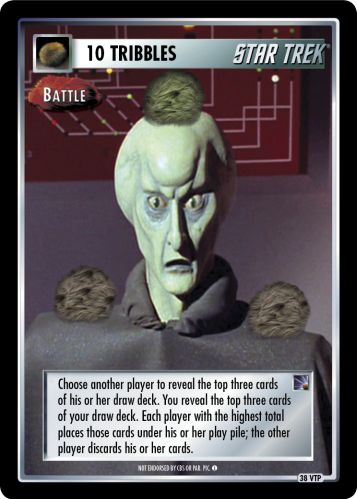 10 TRIBBLES
STAR TREK®
BATTLE
Choose another player to reveal the top three cards
of his or her draw deck. You reveal the top three cards
of your draw deck. Each player with the highest total
places those cards under his or her play pile; the other
player discards his or her cards.
NOT ENDORSED BY CBS OR PAR. PIC.
38 VTP